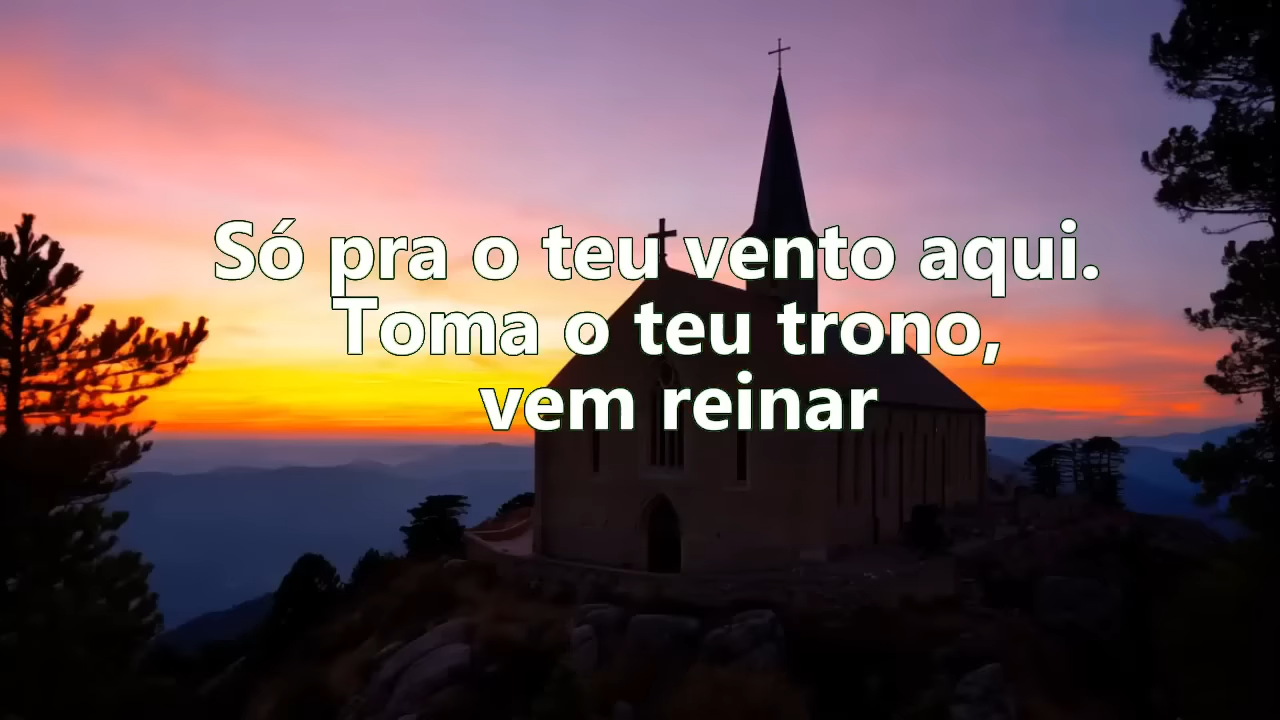 Só pra o teu vento aqui.
Toma o teu trono,
vem reinar